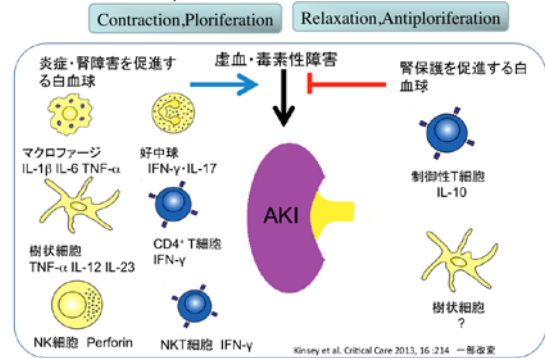 Contraction,Ploriferation
Relaxation,Antiploriferation
炎症・腎障害を促進す
る白血球
虚血・毒素性障害
腎保護を促進する白
血球
マクロファージ
IL-1β IL-6 TNF-α
好中球
IFN-γ・IL-17
制御性T細胞
IL-10
AKI
樹状細胞
TNF-α IL-12 IL-23
CD4⁺ T細胞
IFN-γ
樹状細胞
?
NK細胞 Perforin
NKT細胞 IFN-γ
Kinsey et al. Critical Care 2013, 16 :214 一部改変